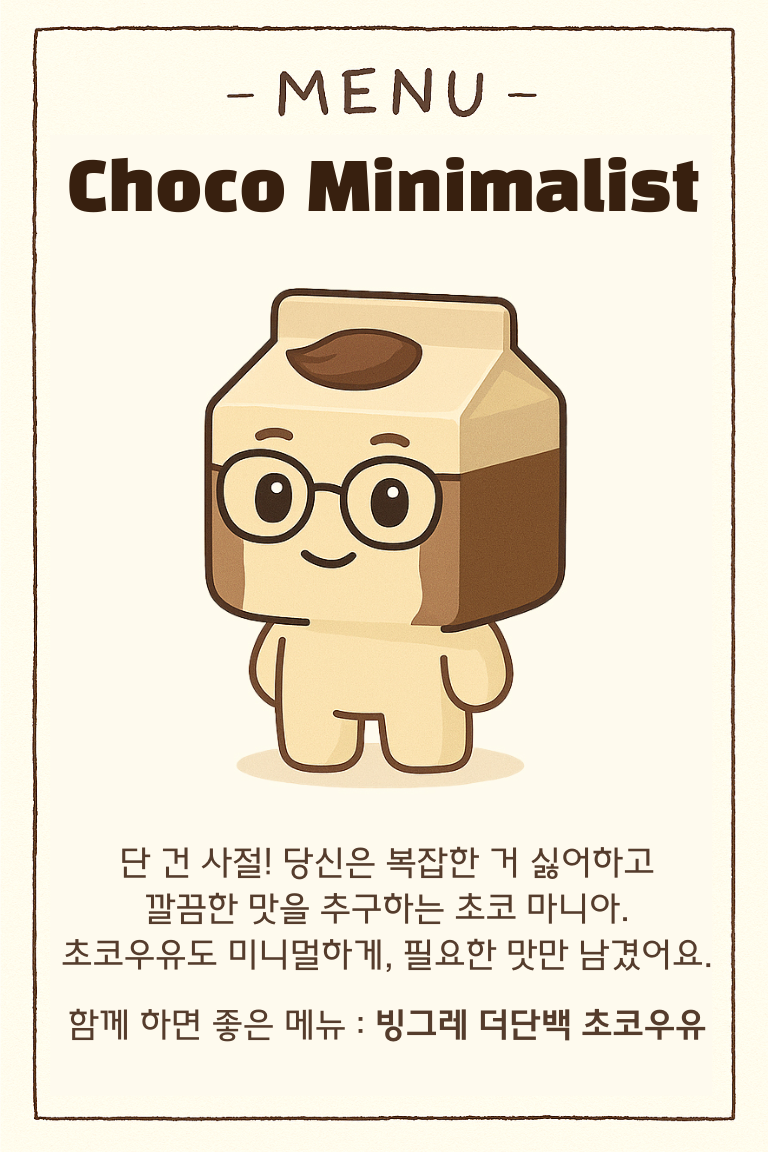 - MENU -
Choco Minimalist
단 건 사절! 당신은 복잡한 거 싫어하고
깔끔한 맛을 추구하는 초코 마니아.
초코우유도 미니멀하게, 필요한 맛만 남겼어요.
함께 하면 좋은 메뉴 : 빙그레 더단백 초코우유